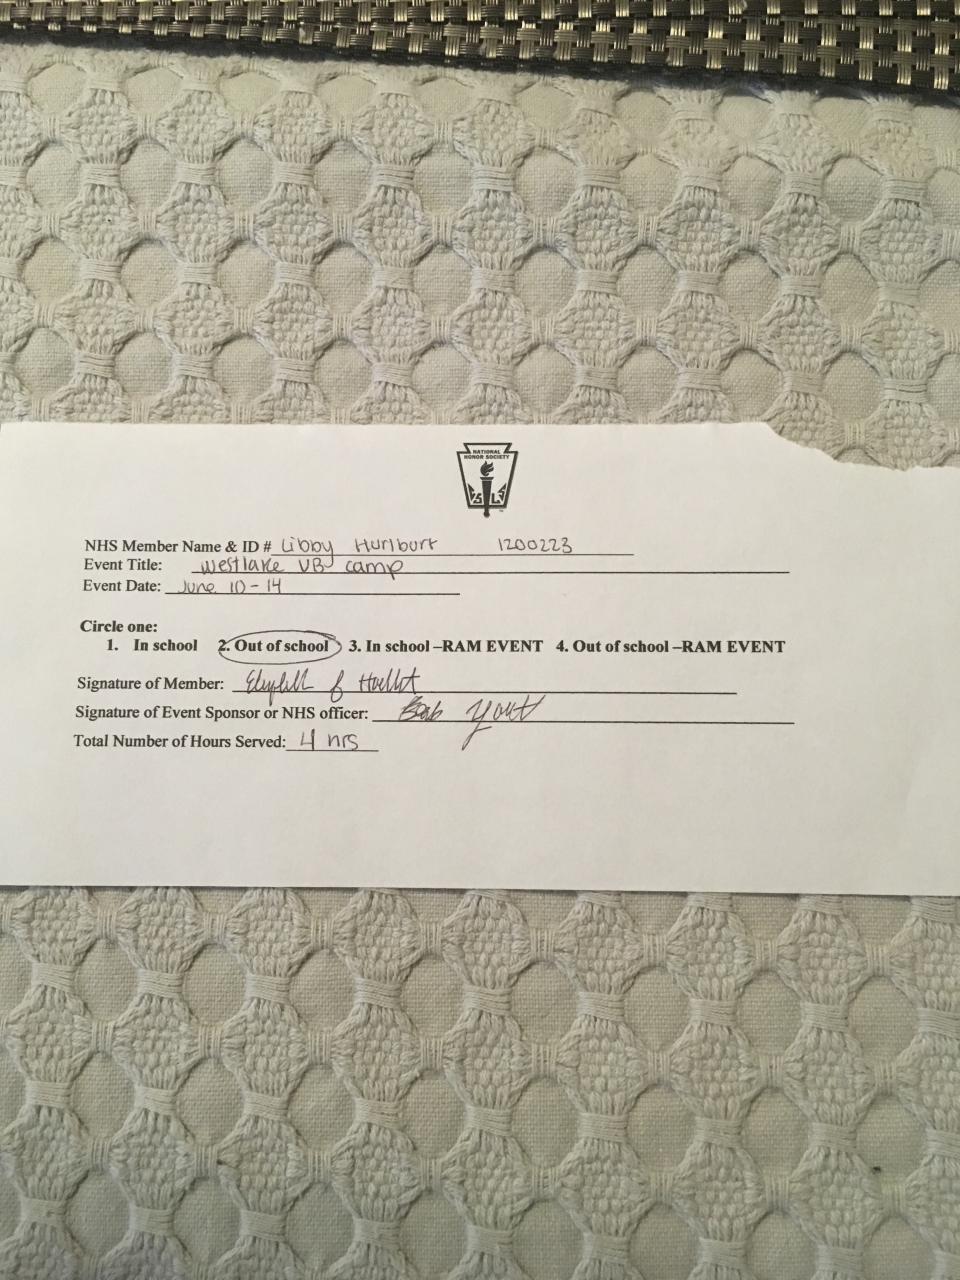 NATIONAL
HONOR SOCIETY
NHS Member Name & ID # Libby Hurlburt 1200223
Event Title: Westlake VB camp
Event Date: June 10-14
Circle one:
1. In school 2. Out of school 3. In school –RAM EVENT 4. Out of school –RAM EVENT
Signature of Member:
Signature of Event Sponsor or NHS officer: Barb
Total Number of Hours Served: 4 hrs